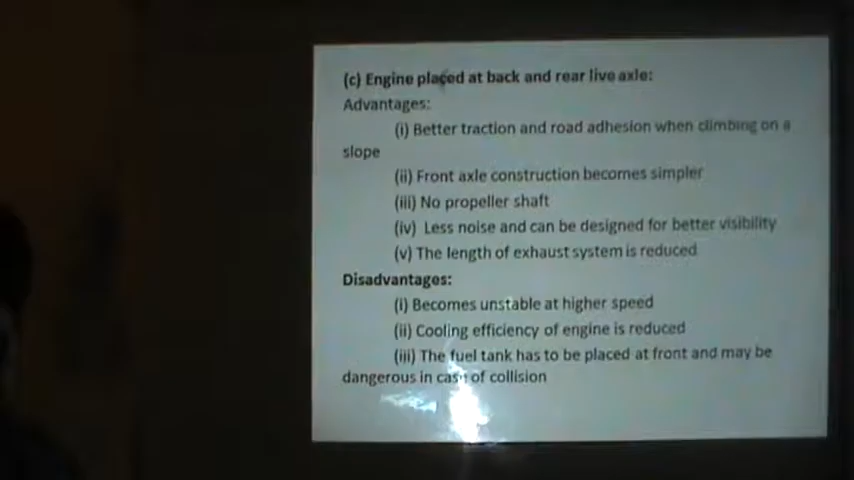 (c) Engine placed at back and rear live axle:
Advantages:
(i) Better traction and road adhesion when climbing on a
slope
(ii) Front axle construction becomes simpler
(iii) No propeller shaft
(iv) Less noise and can be designed for better visibility
(v) The length of exhaust system is reduced
Disadvantages:
(i) Becomes unstable at higher speed
(ii) Cooling efficiency of engine is reduced
(iii) The fuel tank has to be placed at front and may be
dangerous in case of collision